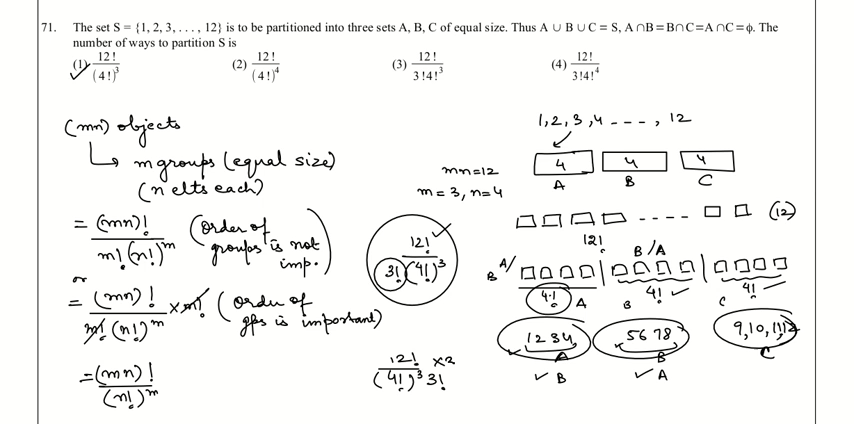 71. The set S = {1, 2, 3, . . . , 12} is to be partitioned into three sets A, B, C of equal size. Thus A ∪ B ∪ C = S, A ∩B=B∩C=A ∩C=ϕ. The
number of ways to partition S is
(1) 12! / (4!)^3 (2) 12! / (4!)^4 (3) 12! / 3!4!^3 (4) 12! / 3!4!^4
(mn) objects
↳ m groups (equal size)
(n elts each)
= (mn)! / m!(n!)^m (order of groups is not imp.)
or
= (mn)! / m!(n!)^m × m! (order of gps is important)
= (mn)! / (n!)^m
mn=12
m=3, n=4
12! / 3!(4!)^3
12! / (4!)^3 3! ×2
1, 2, 3, 4 - - - , 12
4 4 4
A B C
- - - - (12)
12!
B/A
A/B
4! A B 4! C 4!
1 2 3 4 5 6 7 8 9, 10, 11, 12
A B C
B A